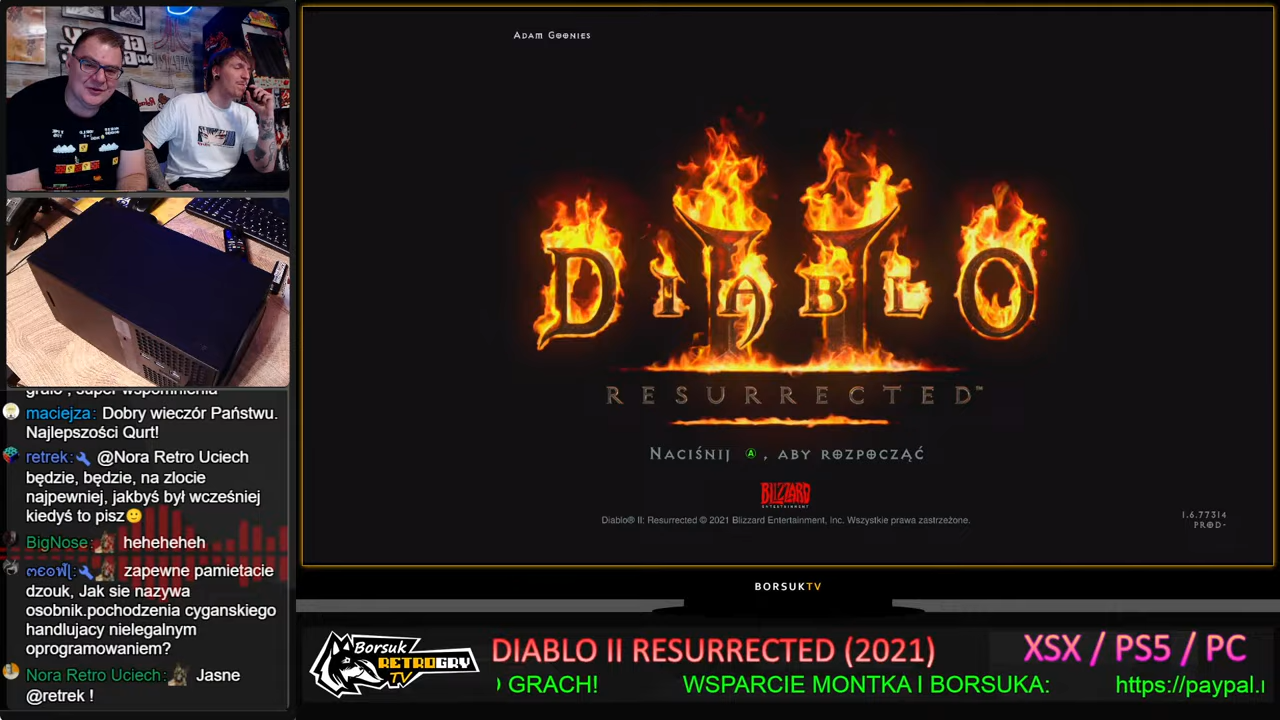 Adam Goonies
DIABLO
II
RESURRECTED™
Naciśnij A, aby rozpocząć
BLIZZARD
ENTERTAINMENT
Diablo® II: Resurrected © 2021 Blizzard Entertainment, Inc. Wszystkie prawa zastrzeżone.
1.6.77314
PROD-
BORSUKTV
maciejza: Dobry wieczór Państwu.
Najlepszości Qurt!
retrek: @Nora Retro Uciech
będzie, będzie, na zlocie
najpewniej, jakbyś był wcześniej
kiedyś to pisz🙂
BigNose: heheheheh
zapewne pamietacie
dzouk, Jak sie nazywa
osobnik.pochodzenia cyganskiego
handlujacy nielegalnym
oprogramowaniem?
Nora Retro Uciech: Jasne
@retrek !
Borsuk
RETROGRY
TV
DIABLO II RESURRECTED (2021)
XSX / PS5 / PC
GRACH! WSPARCIE MONTKA I BORSUKA: https://paypal.